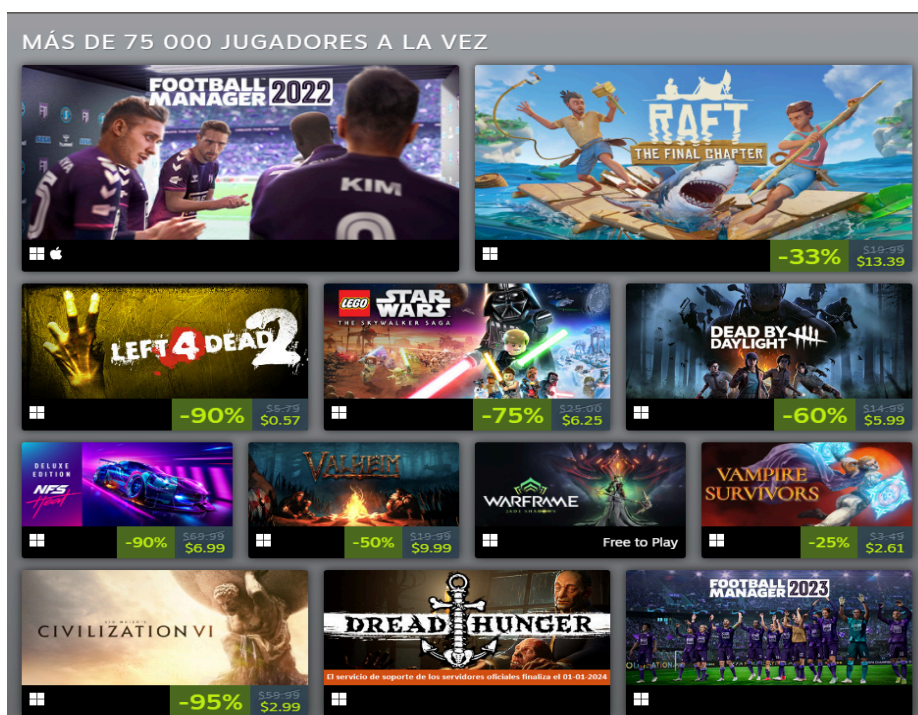 MÁS DE 75 000 JUGADORES A LA VEZ
FOOTBALL
MANAGER 2022
KIM
RAFT
THE FINAL CHAPTER
-33%
$19.99
$13.39
LEFT 4 DEAD 2
-90%
$5.79
$0.57
LEGO STAR
WARS
THE SKYWALKER SAGA
-75%
$25.00
$6.25
DEAD BY
DAYLIGHT
-60%
$14.99
$5.99
DELUXE
EDITION
NFS
Heat
-90%
$69.99
$6.99
VALHEIM
-50%
$19.99
$9.99
WARFRAME
JADE SHADOWS
Free to Play
VAMPIRE
SURVIVORS
-25%
$3.49
$2.61
SID MEIER'S
CIVILIZATION VI
-95%
$59.99
$2.99
DREAD HUNGER
El servicio de soporte de los servidores oficiales finaliza el 01-01-2024
FOOTBALL
MANAGER 2023